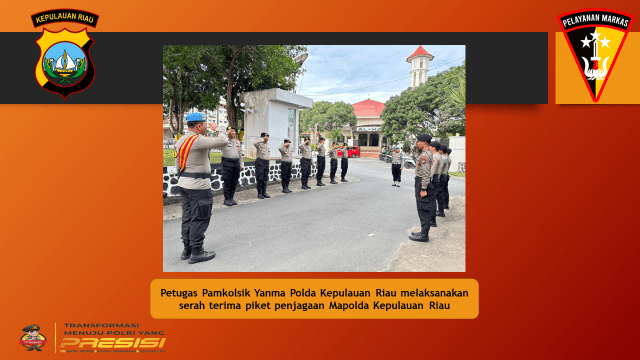 KEPULAUAN RIAU
PELAYANAN MARKAS
Petugas Pamkolsik Yanma Polda Kepulauan Riau melaksanakan
serah terima piket penjagaan Mapolda Kepulauan Riau
TRANSFORMASI
MENUJU POLRI YANG
PRESISI